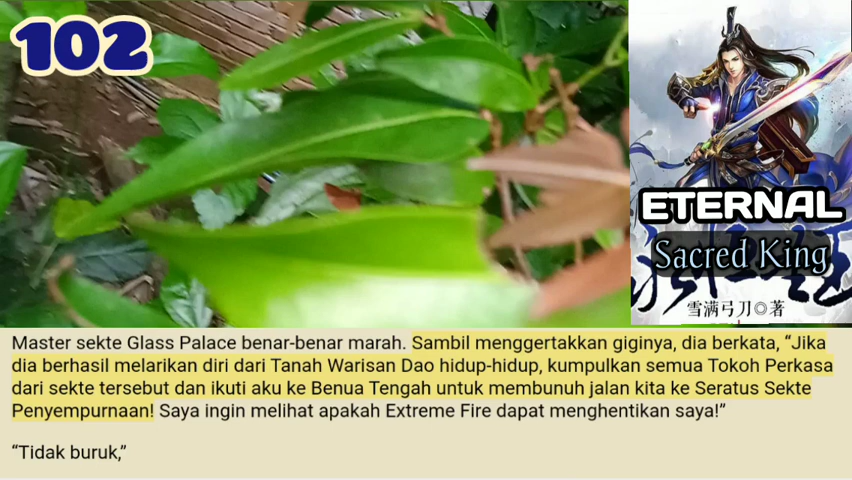 102
ETERNAL
Sacred King
雪满弓刀◎著
Master sekte Glass Palace benar-benar marah. Sambil menggertakkan giginya, dia berkata, “Jika
dia berhasil melarikan diri dari Tanah Warisan Dao hidup-hidup, kumpulkan semua Tokoh Perkasa
dari sekte tersebut dan ikuti aku ke Benua Tengah untuk membunuh jalan kita ke Seratus Sekte
Penyempurnaan! Saya ingin melihat apakah Extreme Fire dapat menghentikan saya!”
“Tidak buruk,”